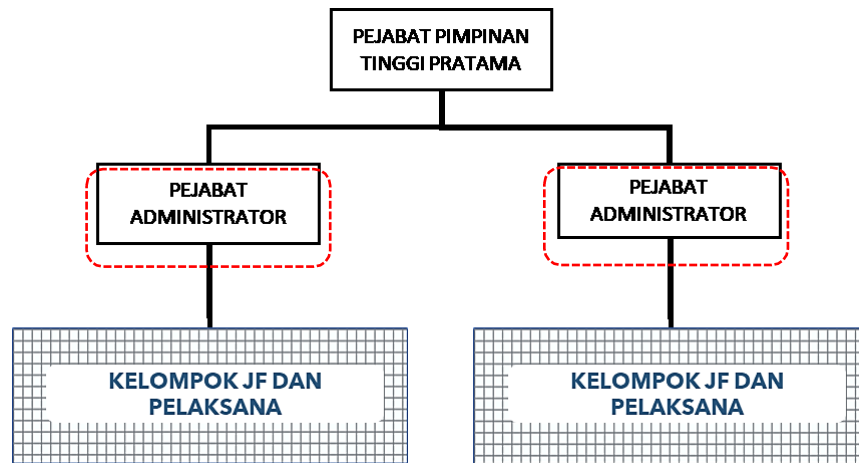 PEJABAT PIMPINAN
TINGGI PRATAMA
PEJABAT
ADMINISTRATOR
PEJABAT
ADMINISTRATOR
KELOMPOK JF DAN
PELAKSANA
KELOMPOK JF DAN
PELAKSANA